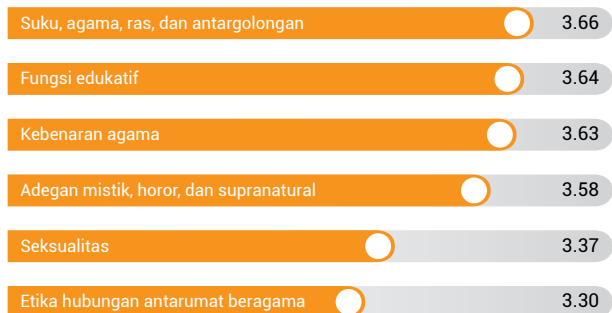 Suku, agama, ras, dan antargolongan 3.66
Fungsi edukatif 3.64
Kebenaran agama 3.63
Adegan mistik, horor, dan supranatural 3.58
Seksualitas 3.37
Etika hubungan antarumat beragama 3.30